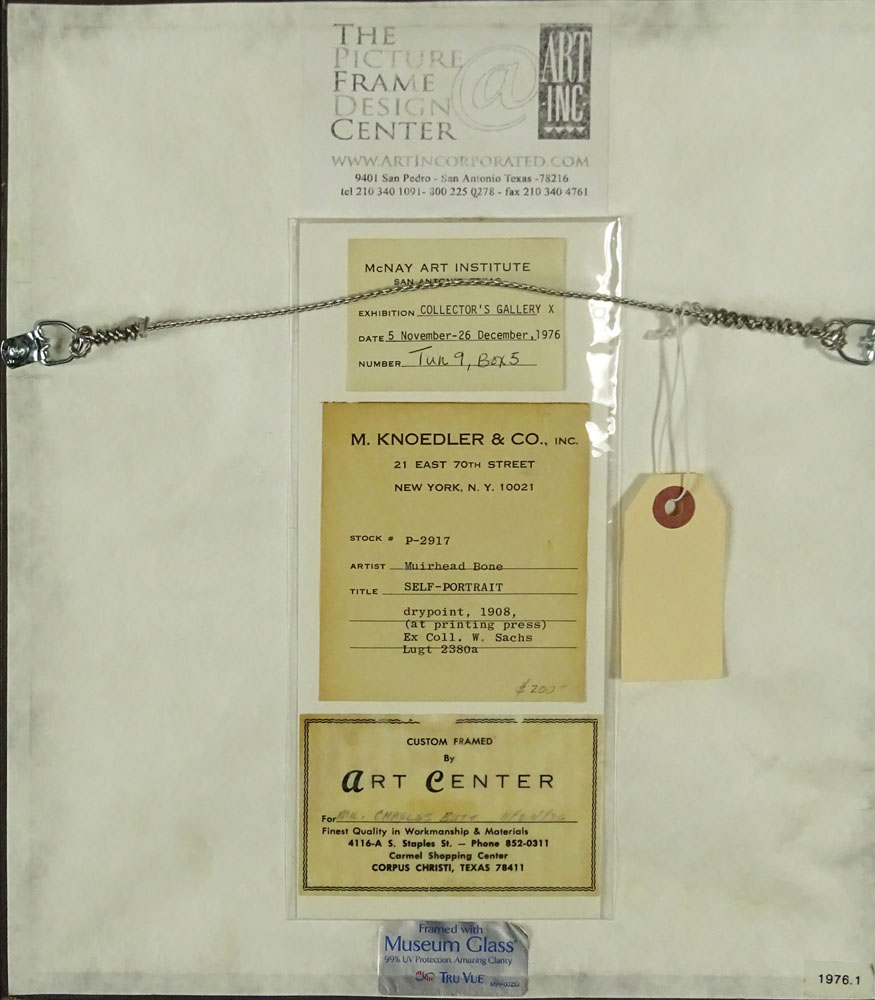 THE
PICTURE
FRAME
DESIGN
CENTER
@
ART
INC
WWW.ARTINCORPORATED.COM
9401 San Pedro - San Antonio Texas -78216
tel 210 340 1091- 800 225 0278 - fax 210 340 4761
McNAY ART INSTITUTE
SAN ANTONIO, TEXAS
EXHIBITION COLLECTOR'S GALLERY X
DATE 5 November-26 December, 1976
NUMBER Tun 9, Box 5
M. KNOEDLER & CO., INC.
21 EAST 70TH STREET
NEW YORK, N. Y. 10021
STOCK # P-2917
ARTIST Muirhead Bone
TITLE SELF-PORTRAIT
drypoint, 1908,
(at printing press)
Ex Coll. W. Sachs
Lugt 2380a
$200-
CUSTOM FRAMED
By
ART CENTER
For MR. CHARLES
Finest Quality in Workmanship & Materials
4116-A S. Staples St. — Phone 852-0311
Carmel Shopping Center
CORPUS CHRISTI, TEXAS 78411
Framed with
Museum Glass®
99% UV Protection. Amazing Clarity.
TRU VUE
1976.1